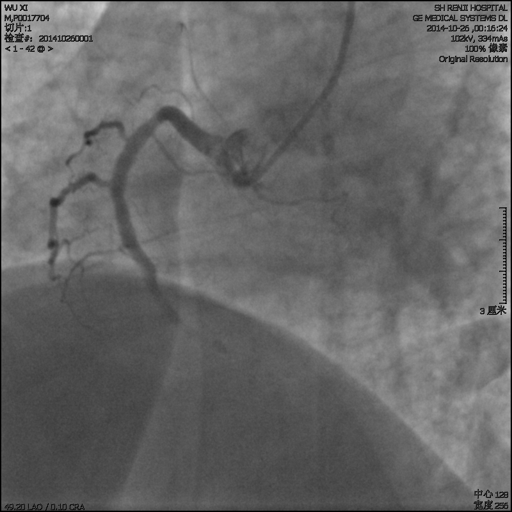 WU XI
M,P0017704
切片:1
检查#: 201410260001
< 1 - 42 @ >
SH RENJI HOSPITAL
GE MEDICAL SYSTEMS DL
2014-10-26 ,00:16:24
102kV, 334mAs
100% 像素
Original Resolution
3 厘米
49.20 LAO / 0.10 CRA
中心 128
宽度 256